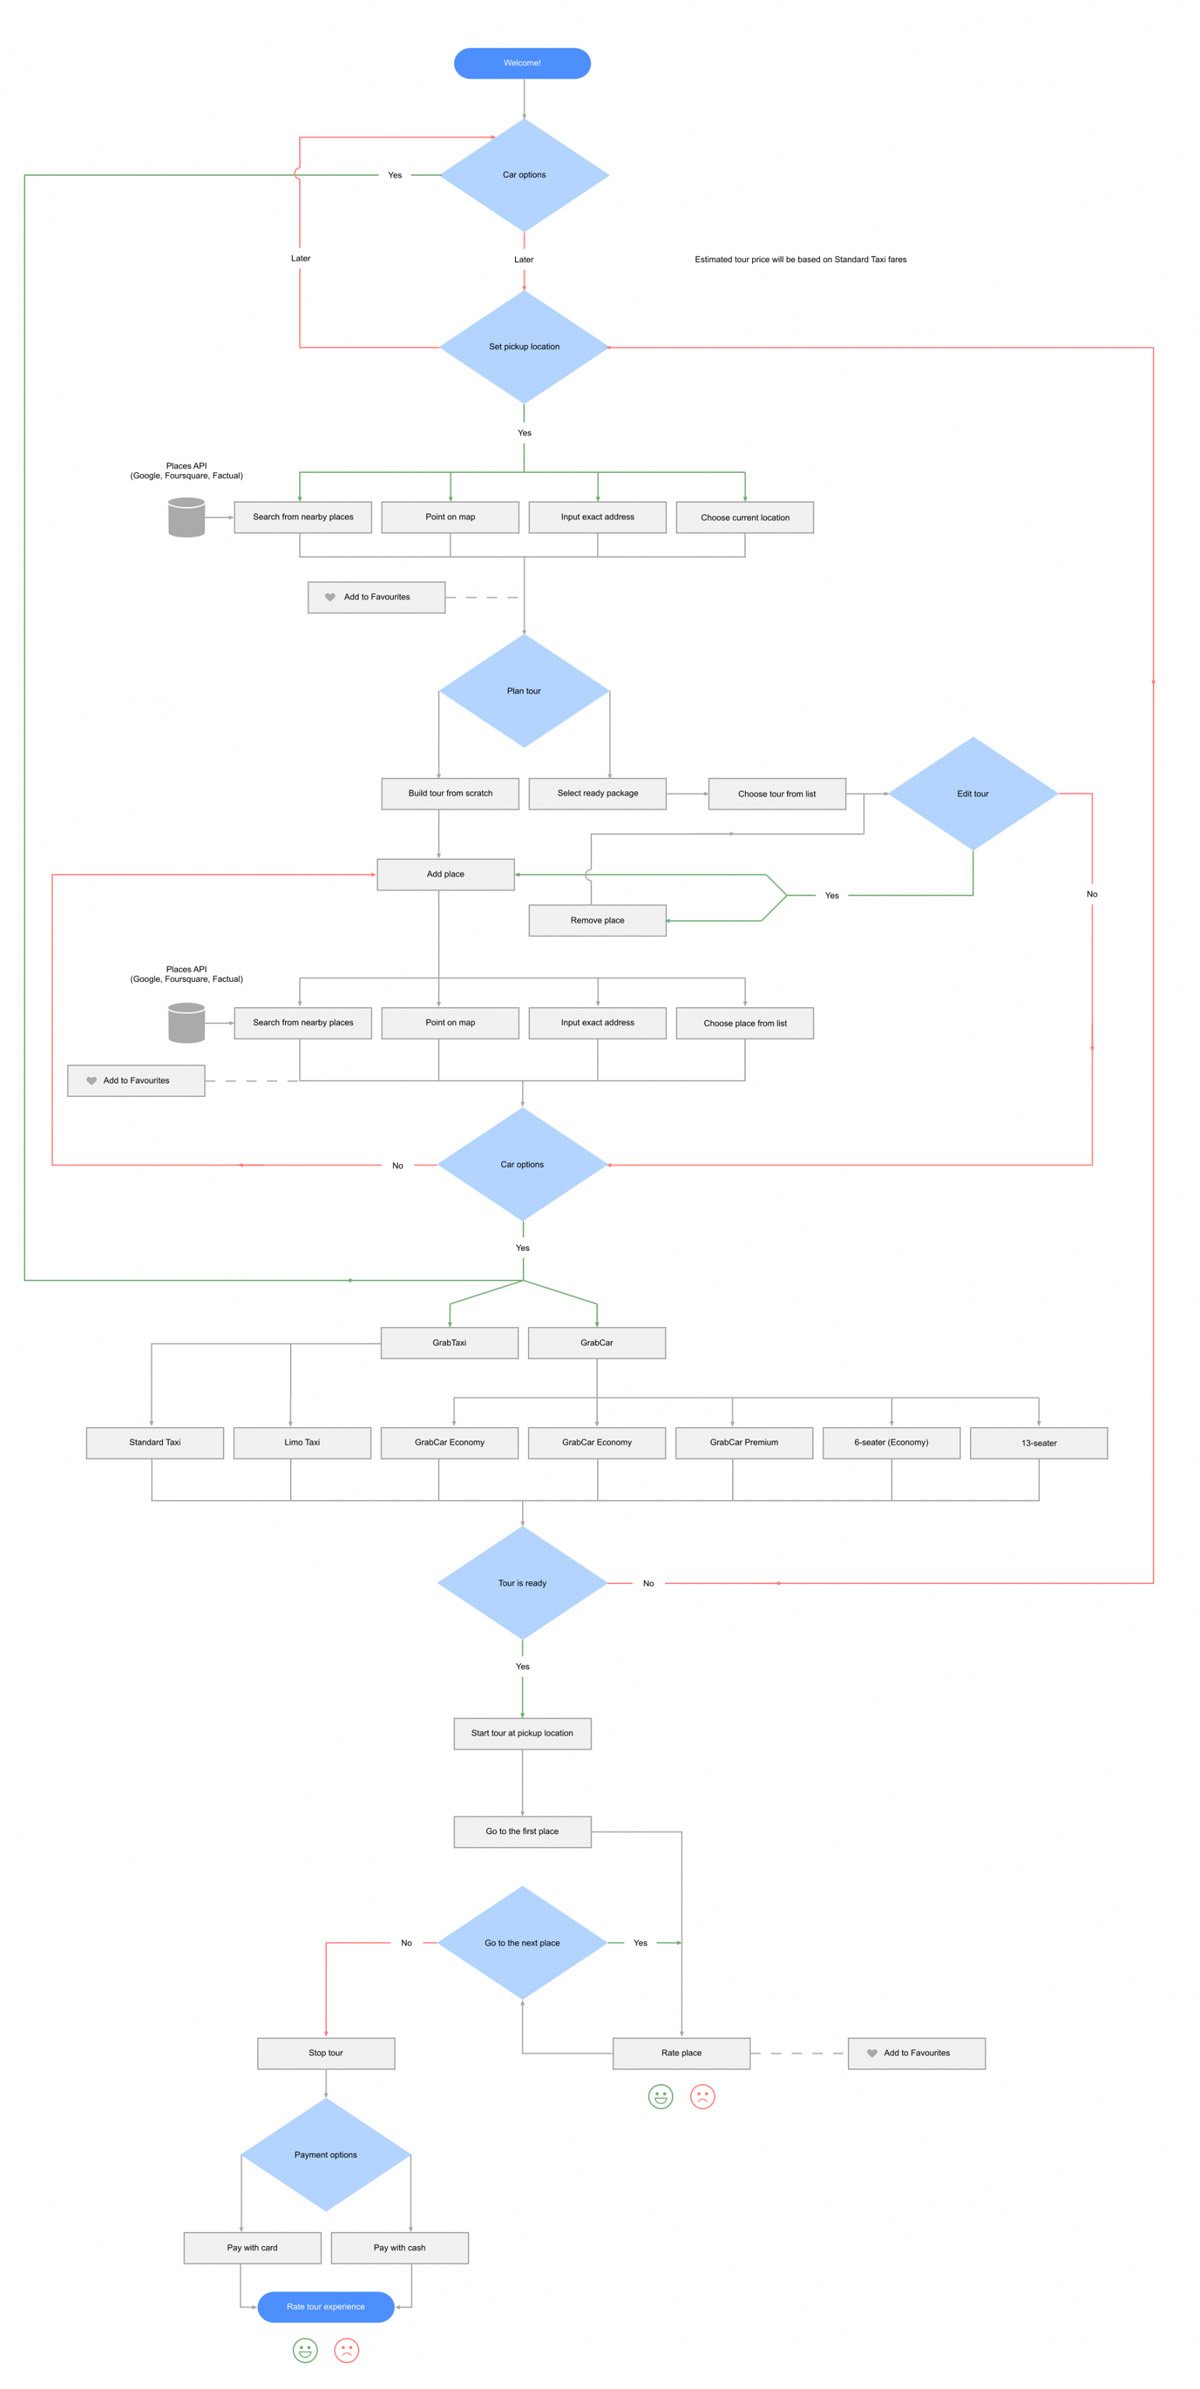 Welcome!
Car options
Yes
Later
Later
Estimated tour price will be based on Standard Taxi fares
Set pickup location
Yes
Places API
(Google, Foursquare, Factual)
Search from nearby places
Point on map
Input exact address
Choose current location
Add to Favourites
Plan tour
Build tour from scratch
Select ready package
Choose tour from list
Edit tour
Add place
Yes
No
Remove place
Places API
(Google, Foursquare, Factual)
Search from nearby places
Point on map
Input exact address
Choose place from list
Add to Favourites
Car options
No
Yes
GrabTaxi
GrabCar
Standard Taxi
Limo Taxi
GrabCar Economy
GrabCar Economy
GrabCar Premium
6-seater (Economy)
13-seater
Tour is ready
No
Yes
Start tour at pickup location
Go to the first place
No
Go to the next place
Yes
Stop tour
Rate place
Add to Favourites
Payment options
Pay with card
Pay with cash
Rate tour experience